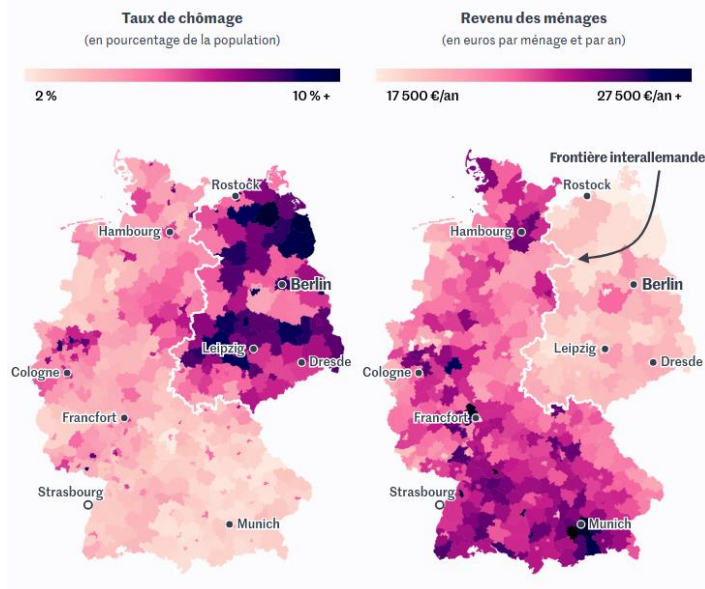 Taux de chômage
(en pourcentage de la population)
2 %
10 % +
Rostock
Hambourg
Berlin
Leipzig
Dresde
Cologne
Francfort
Strasbourg
Munich
Revenu des ménages
(en euros par ménage et par an)
17 500 €/an
27 500 €/an +
Frontière interallemande
Rostock
Hambourg
Berlin
Leipzig
Dresde
Cologne
Francfort
Strasbourg
Munich